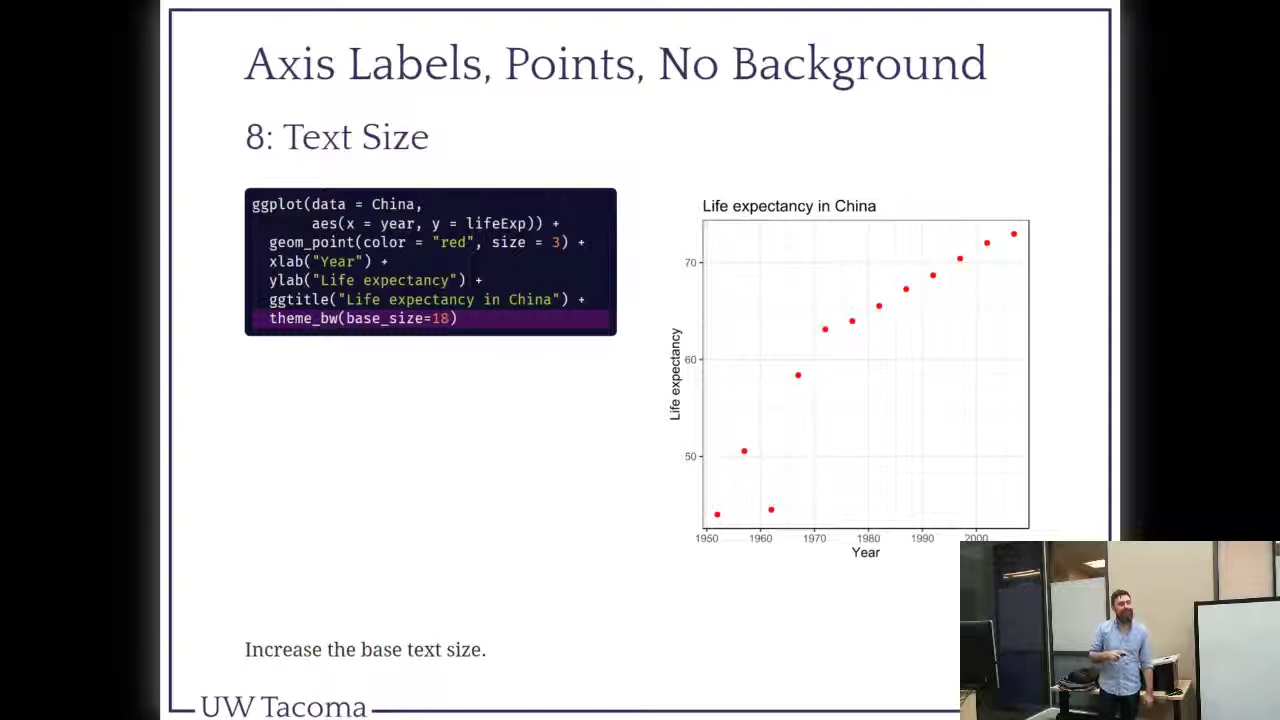 Axis Labels, Points, No Background
8: Text Size
ggplot(data = China,
aes(x = year, y = lifeExp)) +
geom_point(color = "red", size = 3) +
xlab("Year") +
ylab("Life expectancy") +
ggtitle("Life expectancy in China") +
theme_bw(base_size=18)
Life expectancy in China
70
60
50
Life expectancy
1950 1960 1970 1980 1990 2000
Year
Increase the base text size.
UW Tacoma